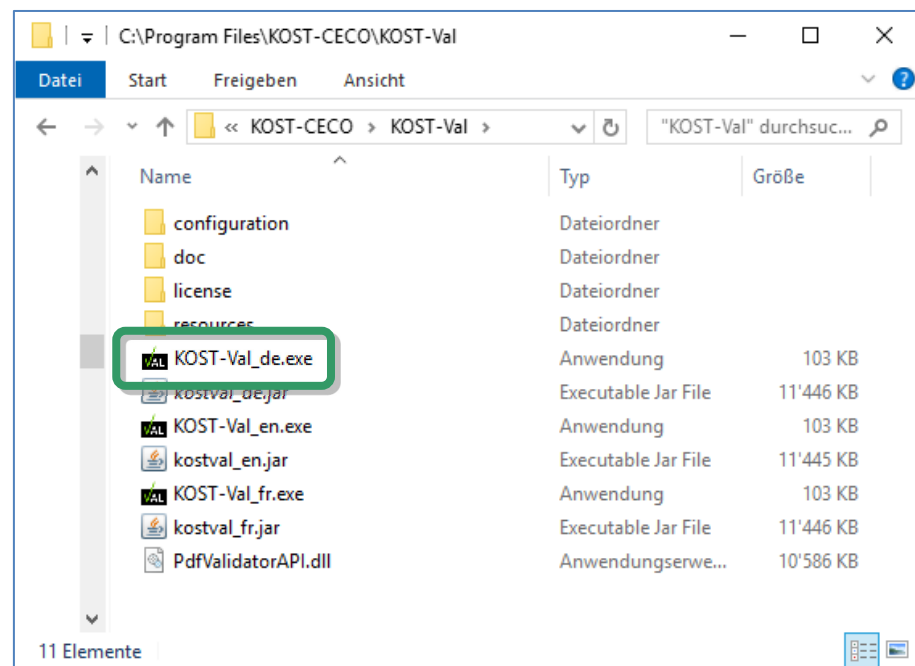 C:\Program Files\KOST-CECO\KOST-Val
Datei Start Freigeben Ansicht
« KOST-CECO > KOST-Val > "KOST-Val" durchsuc...
Name Typ Größe
configuration Dateiordner
doc Dateiordner
license Dateiordner
resources Dateiordner
KOST-Val_de.exe Anwendung 103 KB
kostval_de.jar Executable Jar File 11'446 KB
KOST-Val_en.exe Anwendung 103 KB
kostval_en.jar Executable Jar File 11'445 KB
KOST-Val_fr.exe Anwendung 103 KB
kostval_fr.jar Executable Jar File 11'446 KB
PdfValidatorAPI.dll Anwendungserwe... 10'586 KB
11 Elemente